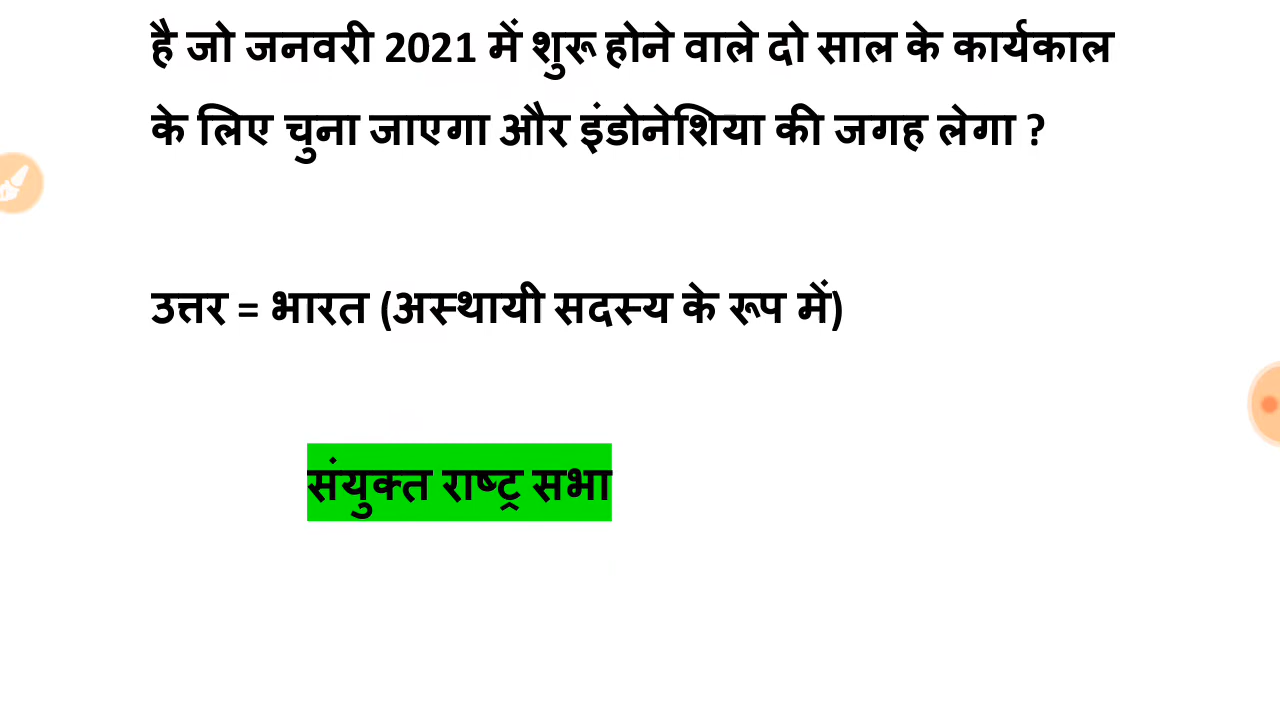 है जो जनवरी 2021 में शुरू होने वाले दो साल के कार्यकाल
के लिए चुना जाएगा और इंडोनेशिया की जगह लेगा ?
उत्तर = भारत (अस्थायी सदस्य के रूप में)
संयुक्त राष्ट्र सभा